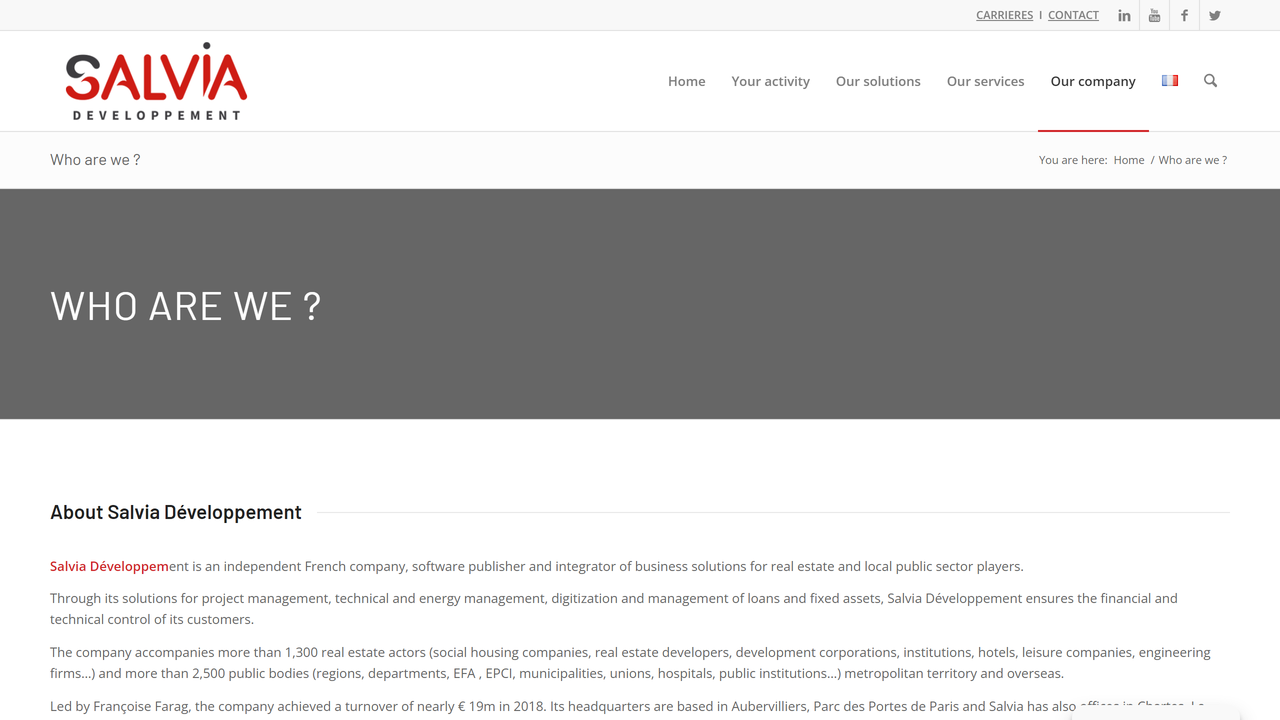 CARRIERES I CONTACT
SALVIA
DEVELOPPEMENT
Home Your activity Our solutions Our services Our company
Who are we ?
You are here: Home / Who are we ?
WHO ARE WE ?
About Salvia Développement
Salvia Développement is an independent French company, software publisher and integrator of business solutions for real estate and local public sector players.
Through its solutions for project management, technical and energy management, digitization and management of loans and fixed assets, Salvia Développement ensures the financial and
technical control of its customers.
The company accompanies more than 1,300 real estate actors (social housing companies, real estate developers, development corporations, institutions, hotels, leisure companies, engineering
firms...) and more than 2,500 public bodies (regions, departments, EFA , EPCI, municipalities, unions, hospitals, public institutions...) metropolitan territory and overseas.
Led by Françoise Farag, the company achieved a turnover of nearly € 19m in 2018. Its headquarters are based in Aubervilliers, Parc des Portes de Paris and Salvia has also offices in